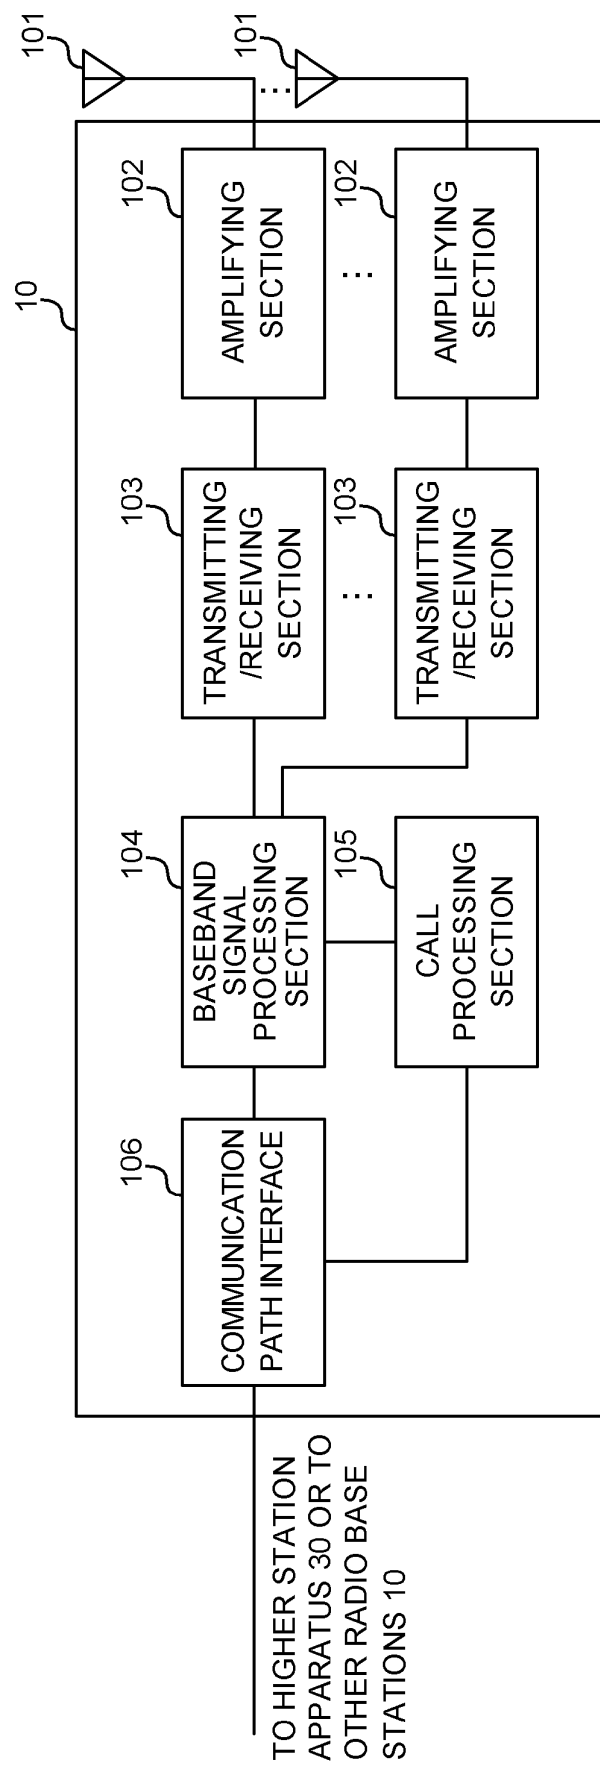 10
101
101
...
102
AMPLIFYING
SECTION
...
102
AMPLIFYING
SECTION
103
TRANSMITTING
/RECEIVING
SECTION
...
103
TRANSMITTING
/RECEIVING
SECTION
104
BASEBAND
SIGNAL
PROCESSING
SECTION
105
CALL
PROCESSING
SECTION
106
COMMUNICATION
PATH INTERFACE
TO HIGHER STATION
APPARATUS 30 OR TO
OTHER RADIO BASE
STATIONS 10